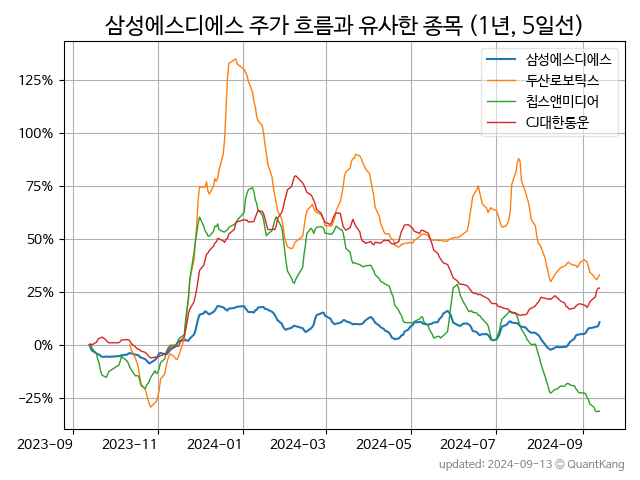 삼성에스디에스 주가 흐름과 유사한 종목 (1년, 5일선)
삼성에스디에스
두산로보틱스
칩스앤미디어
CJ대한통운
125%
100%
75%
50%
25%
0%
−25%
2023-09 2023-11 2024-01 2024-03 2024-05 2024-07 2024-09
updated: 2024-09-13 © QuantKang